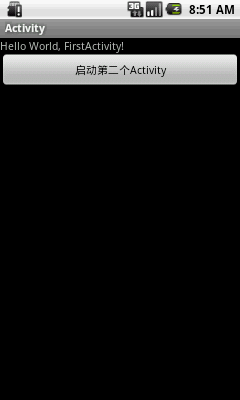 3G
8:51 AM
Activity
Hello World, FirstActivity!
启动第二个Activity